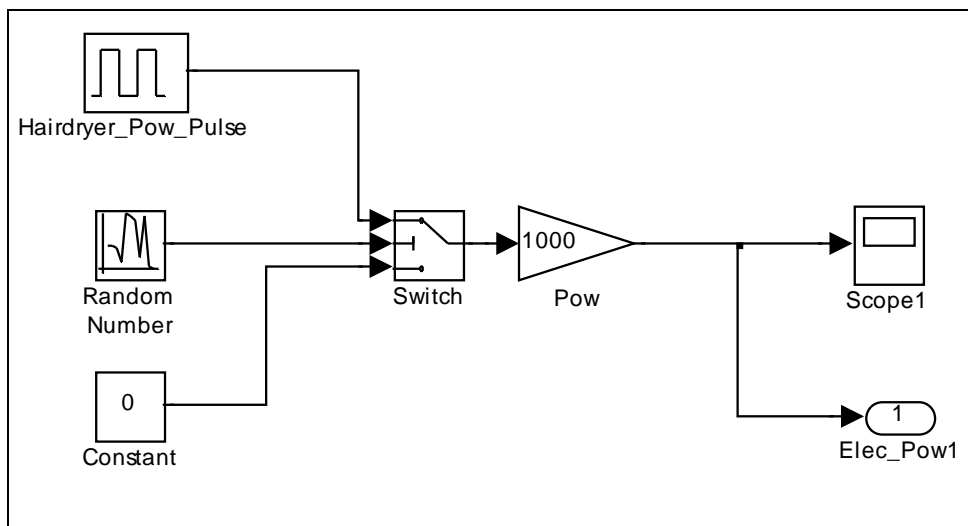 Hairdryer_Pow_Pulse
Random
Number
0
Constant
Switch
1000
Pow
Scope1
1
Elec_Pow1